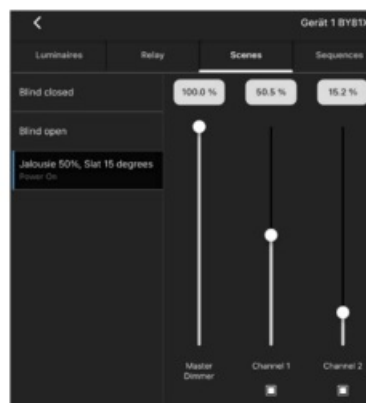 Gerät 1 BY81X
Luminaires Relay Scenes Sequences
Blind closed
100.0 % 50.5 % 15.2 %
Blind open
Jalousie 50%, Slat 15 degrees
Power On
Master Dimmer Channel 1 Channel 2